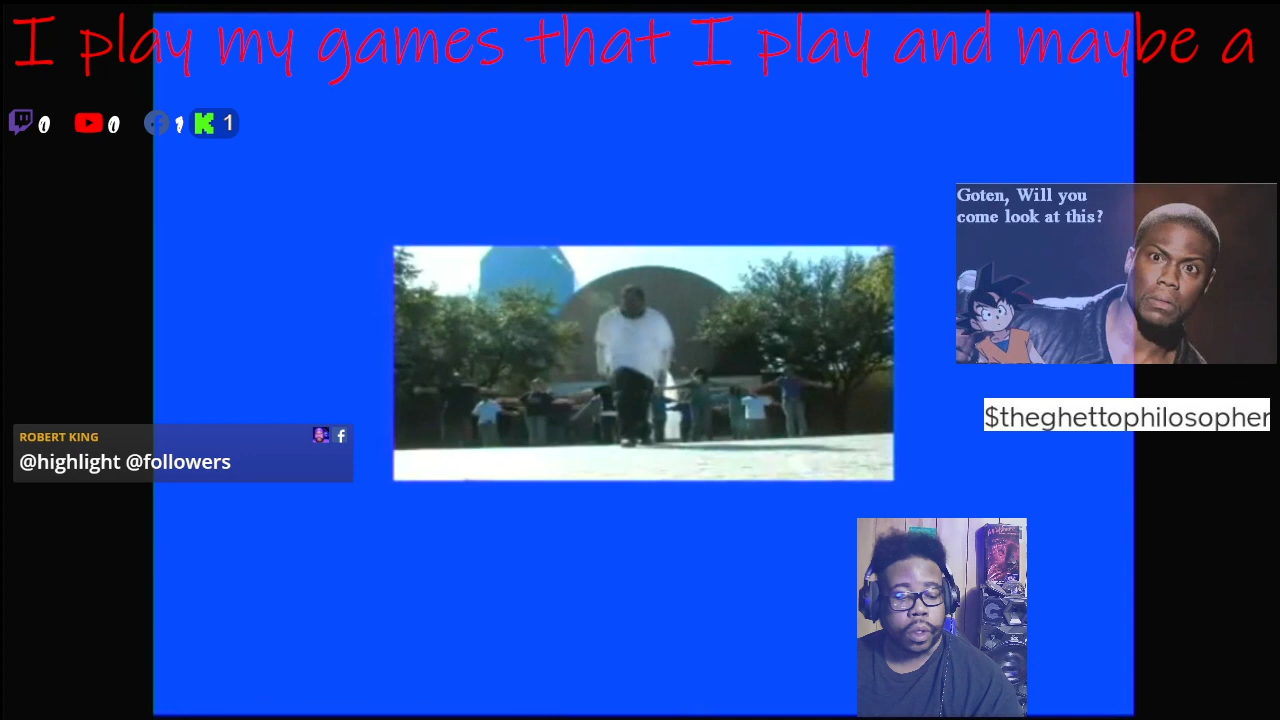 I play my games that I play and maybe a
0 0 1 1
Goten, Will you
come look at this?
$theghettophilosopher
ROBERT KING
@highlight @followers